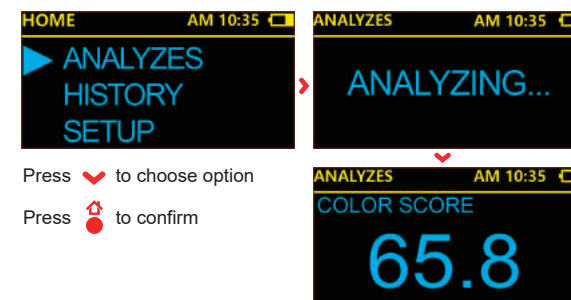 HOME AM 10:35
ANALYZES
HISTORY
SETUP
Press to choose option
Press to confirm
ANALYZES AM 10:35
ANALYZING...
ANALYZES AM 10:35
COLOR SCORE
65.8